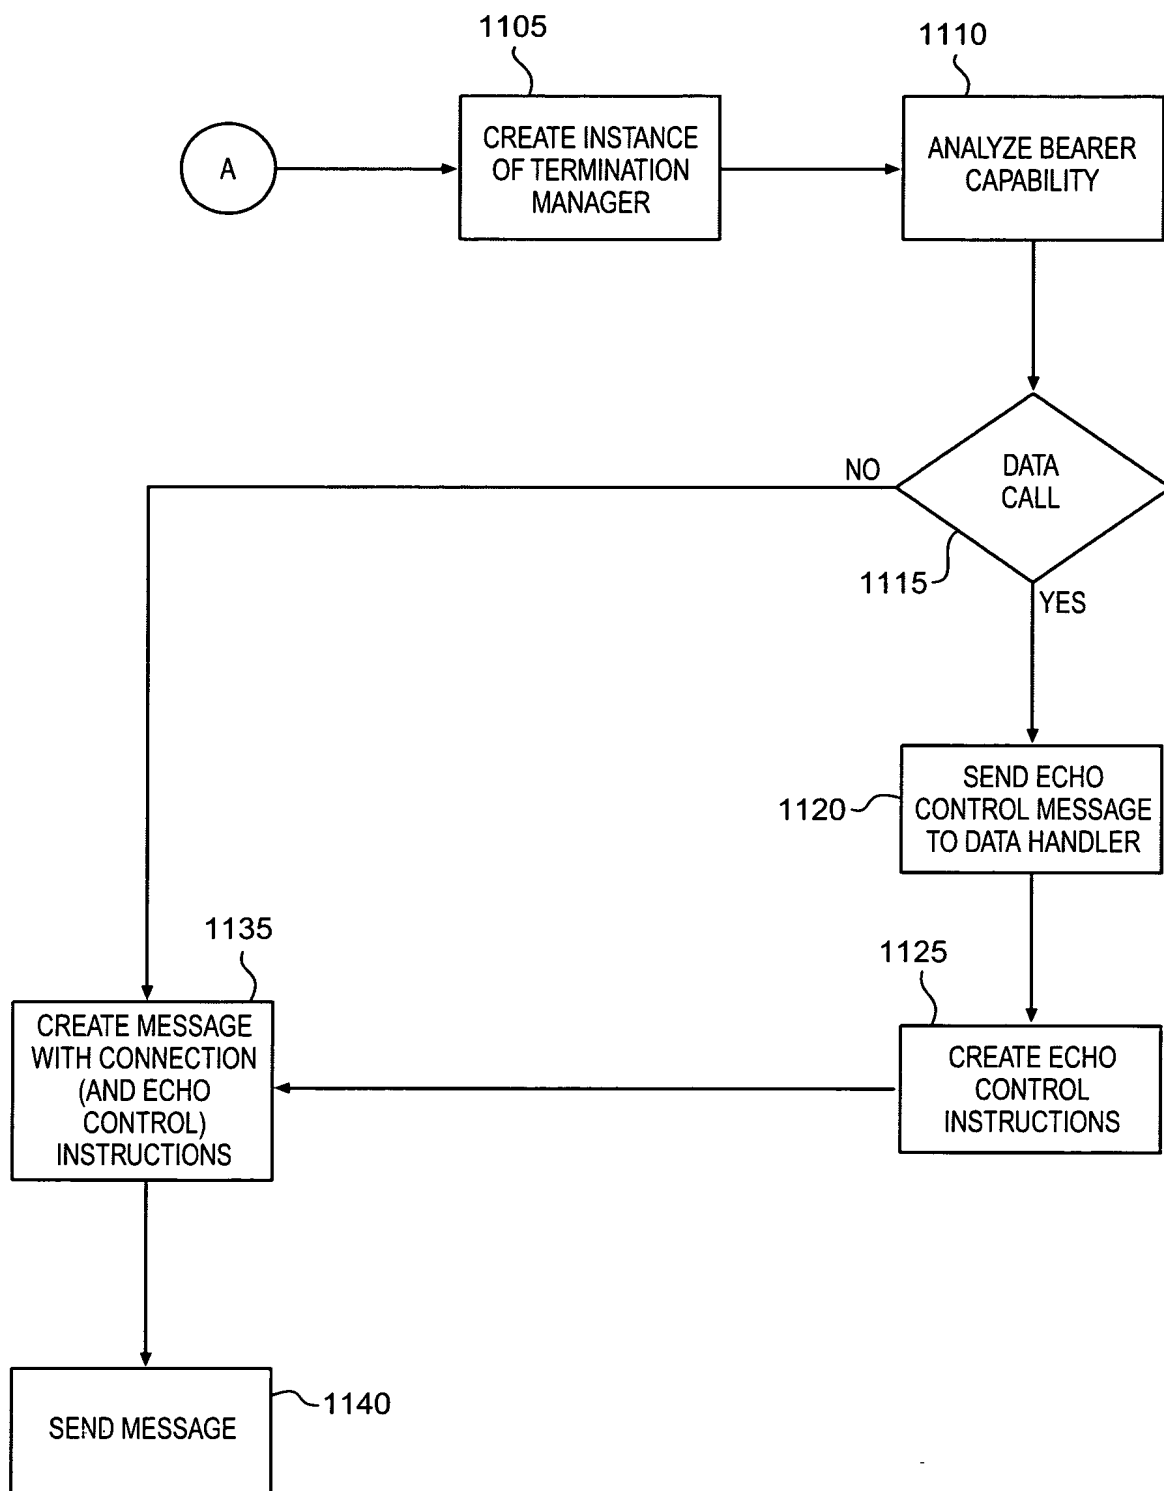 1105
1110
A
CREATE INSTANCE
OF TERMINATION
MANAGER
ANALYZE BEARER
CAPABILITY
NO
DATA
CALL
1115
YES
1120
SEND ECHO
CONTROL MESSAGE
TO DATA HANDLER
1135
1125
CREATE MESSAGE
WITH CONNECTION
(AND ECHO
CONTROL)
INSTRUCTIONS
CREATE ECHO
CONTROL
INSTRUCTIONS
SEND MESSAGE
1140